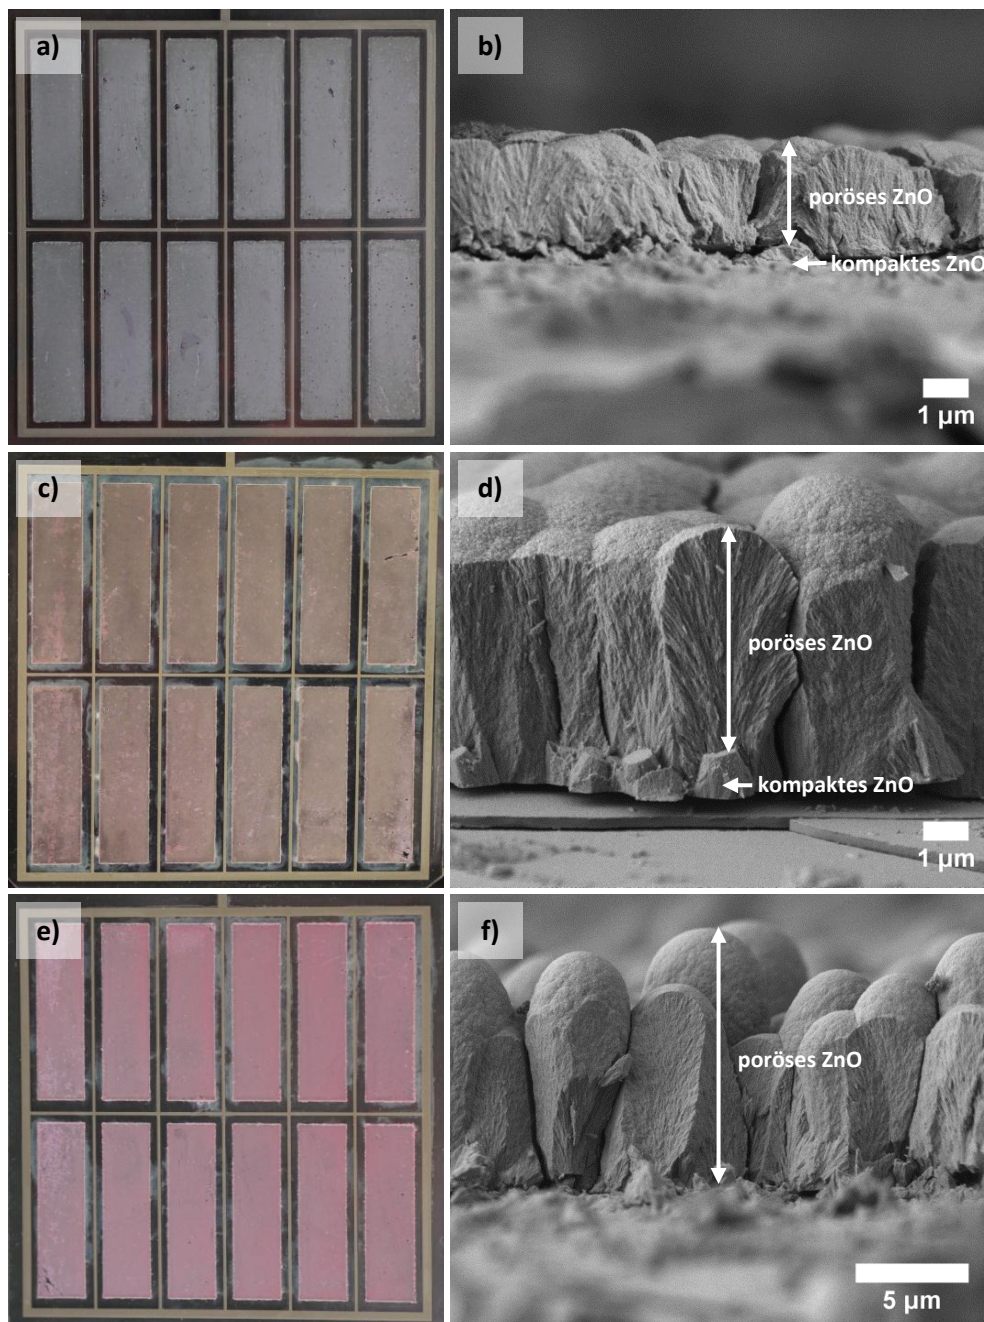 a)
b)
poröses ZnO
kompaktes ZnO
1 µm
c)
d)
poröses ZnO
kompaktes ZnO
1 µm
e)
f)
poröses ZnO
5 µm